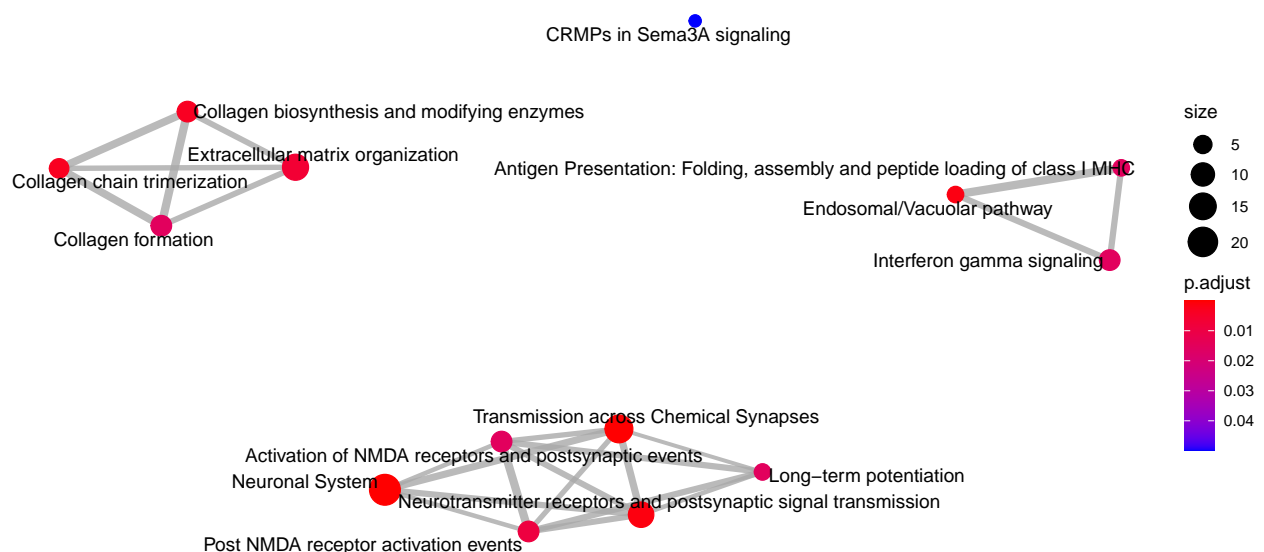 CRMPs in Sema3A signaling
Collagen biosynthesis and modifying enzymes
Extracellular matrix organization
Collagen chain trimerization
Collagen formation
Antigen Presentation: Folding, assembly and peptide loading of class I MHC
Endosomal/Vacuolar pathway
Interferon gamma signaling
Transmission across Chemical Synapses
Activation of NMDA receptors and postsynaptic events
Neuronal System
Long−term potentiation
Neurotransmitter receptors and postsynaptic signal transmission
Post NMDA receptor activation events
size
5
10
15
20
p.adjust
0.01
0.02
0.03
0.04